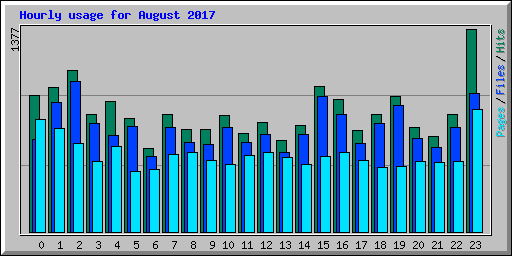 Hourly usage for August 2017
1377
Pages / Files / Hits
0 1 2 3 4 5 6 7 8 9 10 11 12 13 14 15 16 17 18 19 20 21 22 23